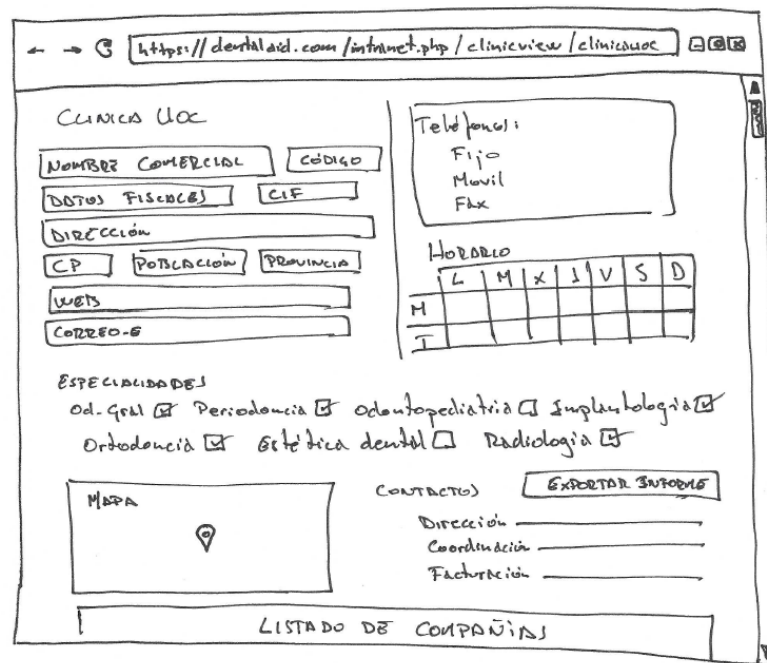 https://dentalaid.com/intranet.php/clinicview/clinicauoc
CLINICA UOC
NOMBRE COMERCIAL CÓDIGO
DATOS FISCALES CIF
DIRECCIÓN
CP POBLACIÓN PROVINCIA
WEB
CORREO-E
Teléfonos:
Fijo
Movil
Fax
HORARIO
L M X J V S D
M
T
ESPECIALIDADES
Od. Gral Periodoncia Odontopediatria Implantologia
Ortodoncia Estética dental Radiologia
MAPA
CONTACTOS EXPORTAR INFORME
Dirección
Coordinación
Facturación
LISTADO DE COMPAÑIAS